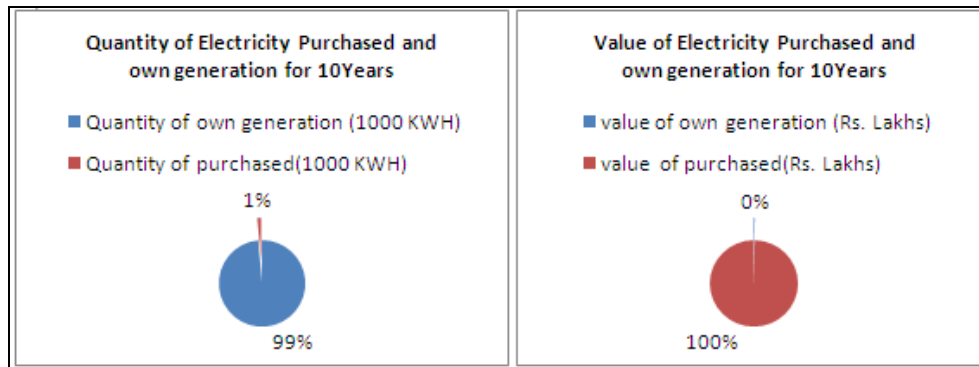 Quantity of Electricity Purchased and
own generation for 10Years
Quantity of own generation (1000 KWH)
Quantity of purchased(1000 KWH)
1%
99%
Value of Electricity Purchased and
own generation for 10Years
value of own generation (Rs. Lakhs)
value of purchased(Rs. Lakhs)
0%
100%